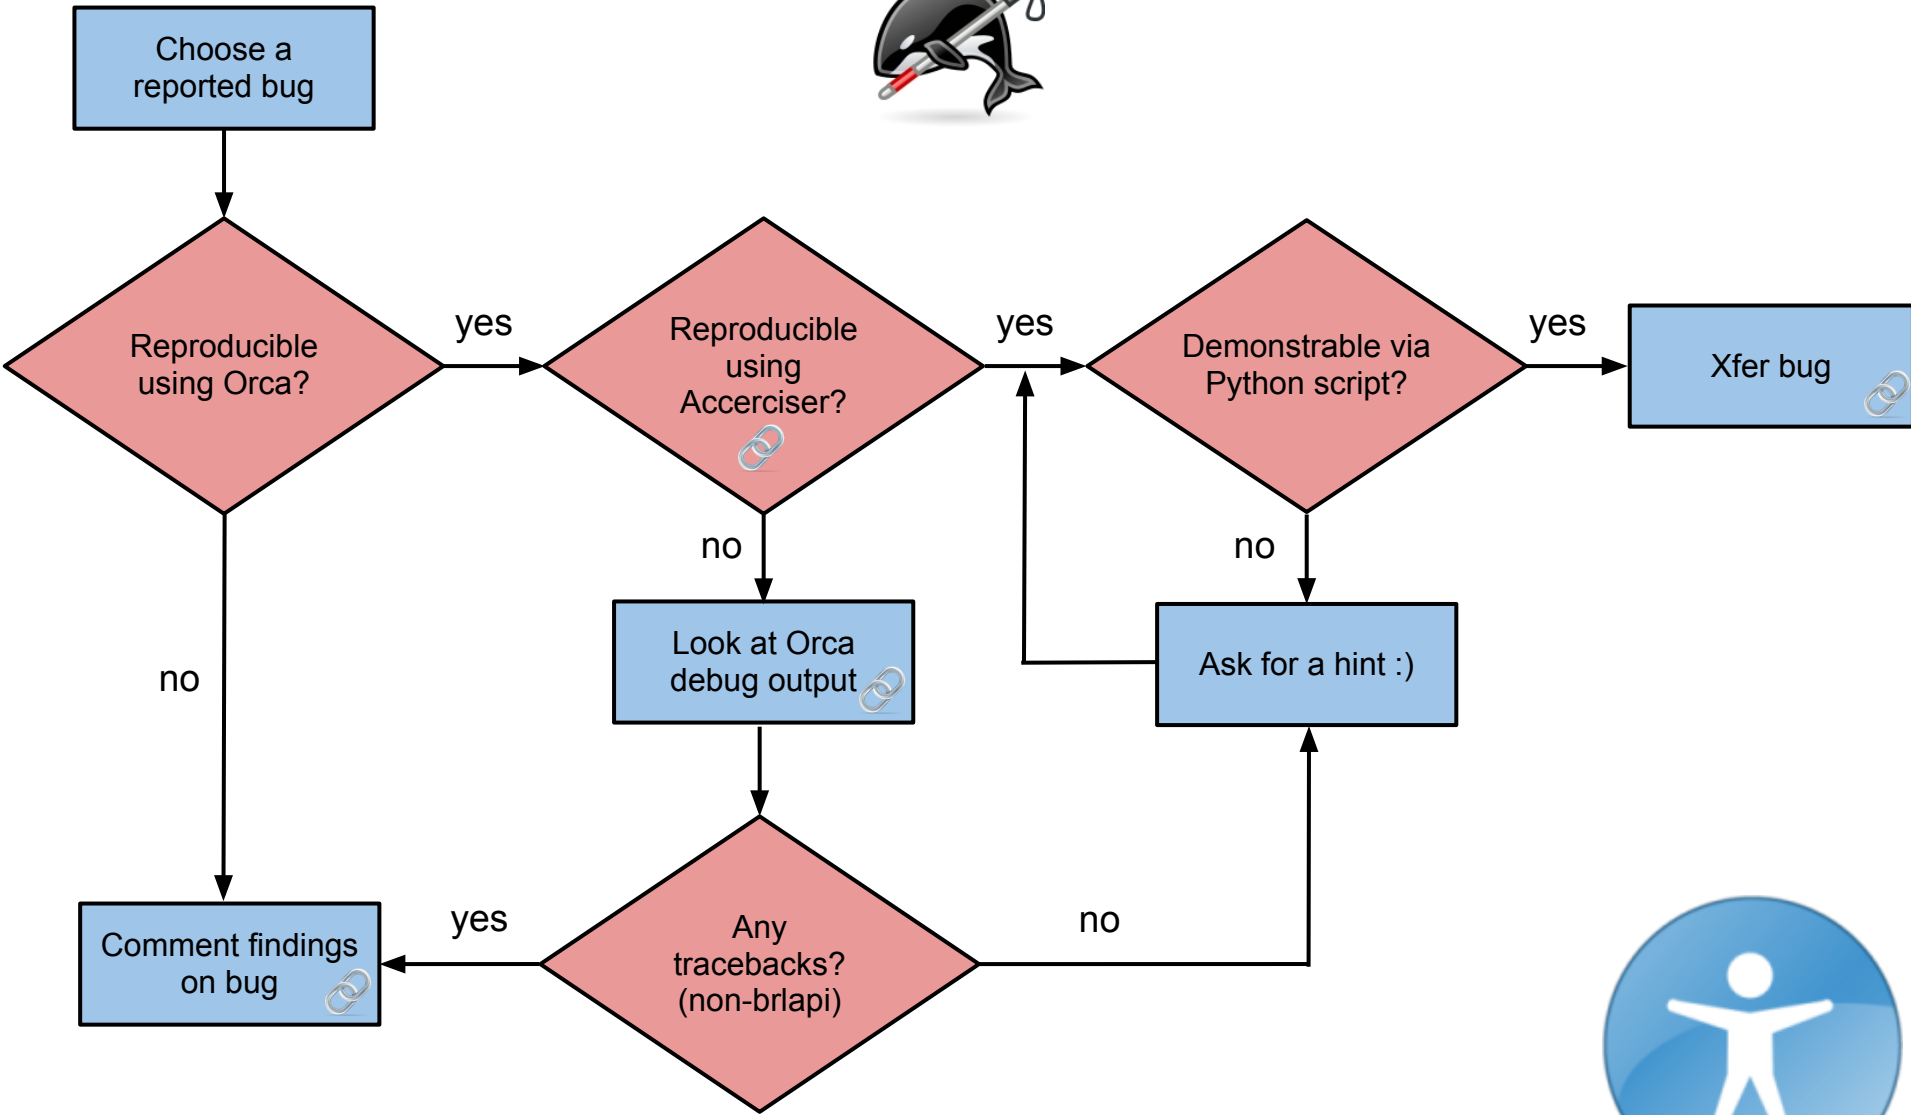 Choose a
reported bug
Reproducible
using Orca?
yes
Reproducible
using
Accerciser?
yes
Demonstrable via
Python script?
yes
Xfer bug
no
no
no
Look at Orca
debug output
Ask for a hint :)
Comment findings
on bug
yes
Any
tracebacks?
(non-brlapi)
no